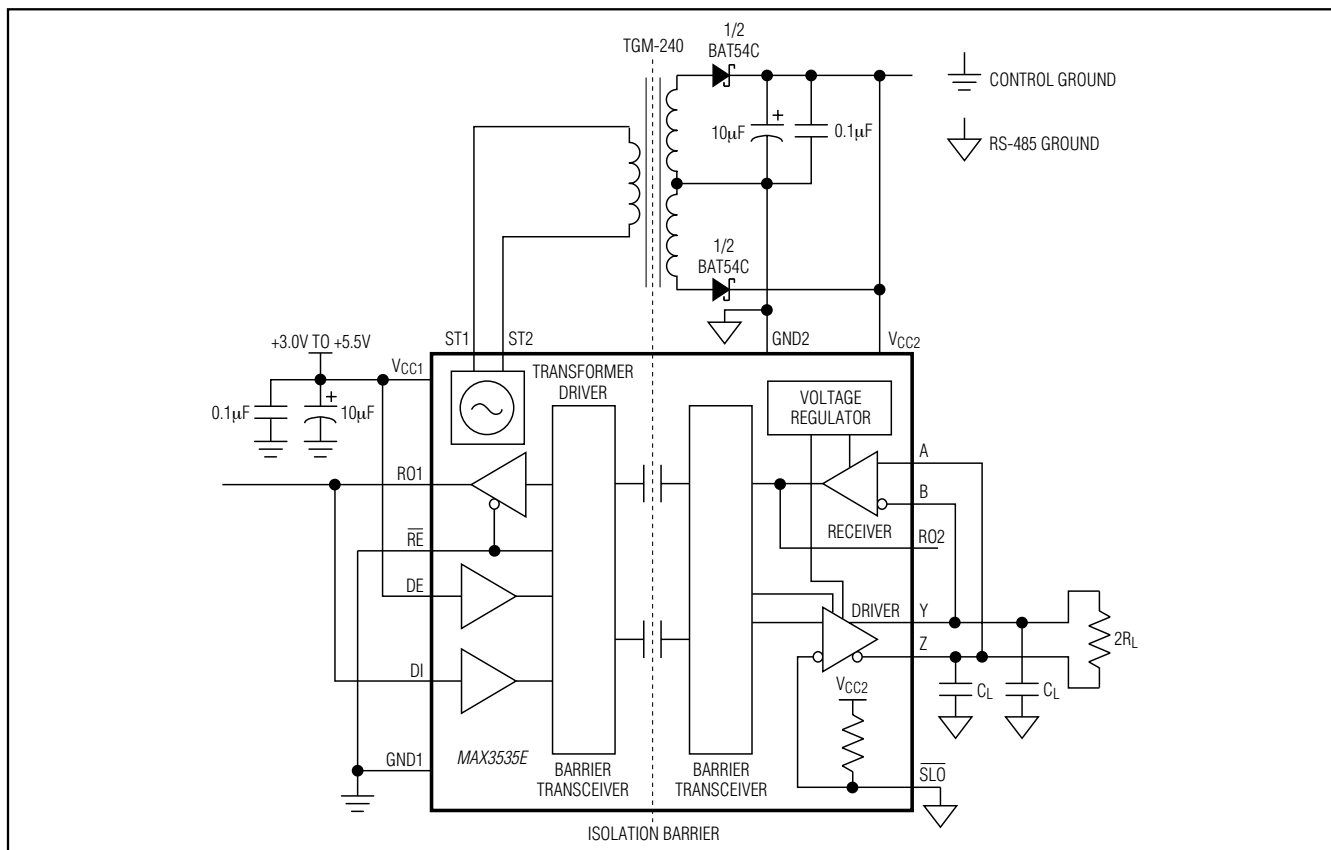 1/2
BAT54C
TGM-240
CONTROL GROUND
10μF
+
0.1μF
RS-485 GROUND
1/2
BAT54C
ST1
ST2
GND2
VCC2
+3.0V TO +5.5V
VCC1
0.1μF
+
10μF
TRANSFORMER
DRIVER
VOLTAGE
REGULATOR
A
RO1
B
RECEIVER
RO2
RE
DE
DRIVER
Y
Z
2RL
DI
VCC2
CL
CL
GND1
MAX3535E
BARRIER
TRANSCEIVER
BARRIER
TRANSCEIVER
SLO
ISOLATION BARRIER